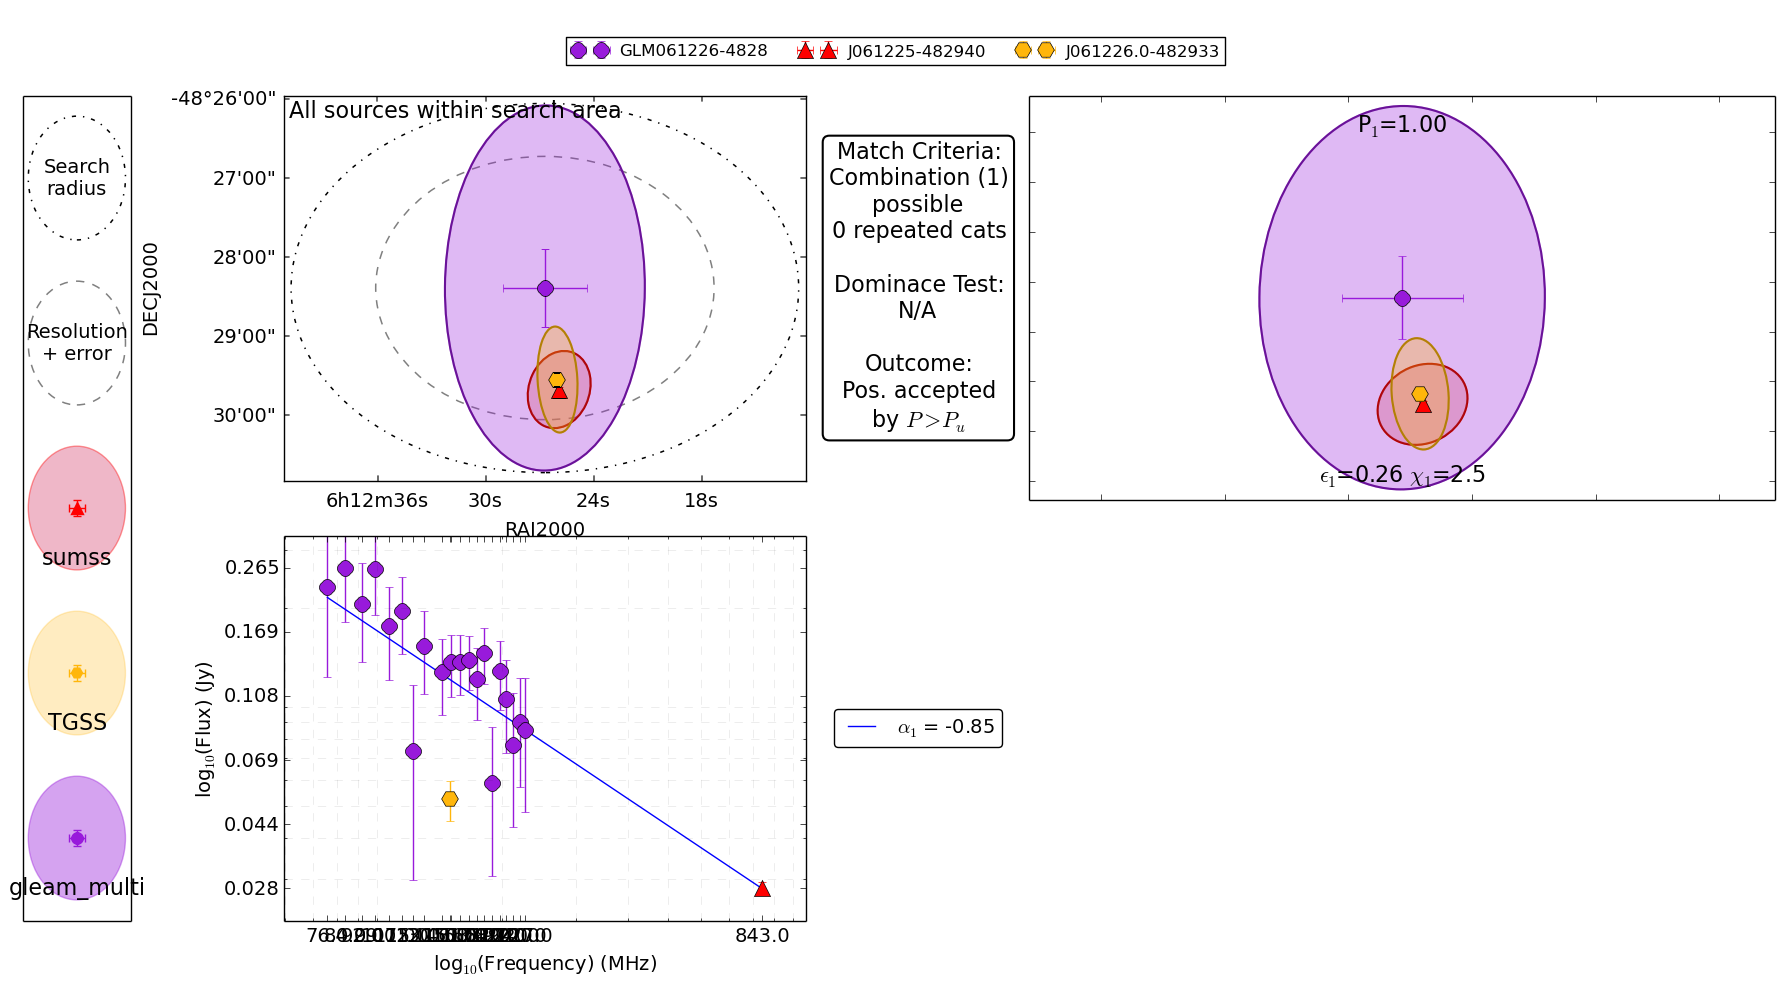 GLM061226-4828 J061225-482940 J061226.0-482933
Search
radius
Resolution
+ error
sumss
TGSS
gleam_multi
All sources within search area
-48°26'00"
27'00"
28'00"
29'00"
30'00"
DECJ2000
6h12m36s 30s 24s 18s
RAJ2000
Match Criteria:
Combination (1)
possible
0 repeated cats
Dominace Test:
N/A
Outcome:
Pos. accepted
by P>Pu
P1=1.00
ϵ1=0.26 χ1=2.5
0.265
0.169
0.108
0.069
0.044
0.028
log10(Flux) (Jy)
843.0
log10(Frequency) (MHz)
α1 = -0.85